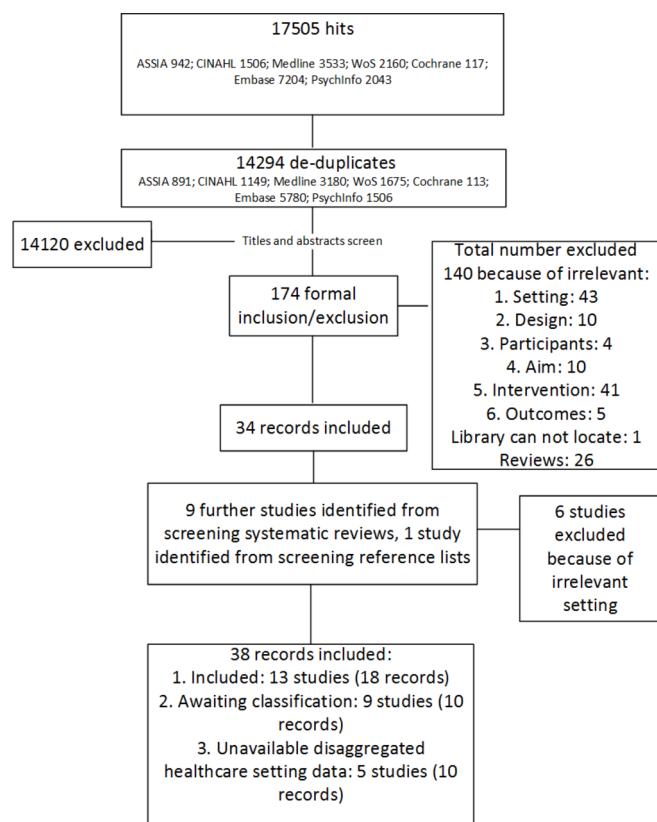 17505 hits
ASSIA 942; CINAHL 1506; Medline 3533; WoS 2160; Cochrane 117;
Embase 7204; PsychInfo 2043
14294 de-duplicates
ASSIA 891; CINAHL 1149; Medline 3180; WoS 1675; Cochrane 113;
Embase 5780; PsychInfo 1506
14120 excluded
Titles and abstracts screen
174 formal
inclusion/exclusion
Total number excluded
140 because of irrelevant:
1. Setting: 43
2. Design: 10
3. Participants: 4
4. Aim: 10
5. Intervention: 41
6. Outcomes: 5
Library can not locate: 1
Reviews: 26
34 records included
9 further studies identified from
screening systematic reviews, 1 study
identified from screening reference lists
6 studies
excluded
because of
irrelevant
setting
38 records included:
1. Included: 13 studies (18 records)
2. Awaiting classification: 9 studies (10
records)
3. Unavailable disaggregated
healthcare setting data: 5 studies (10
records)